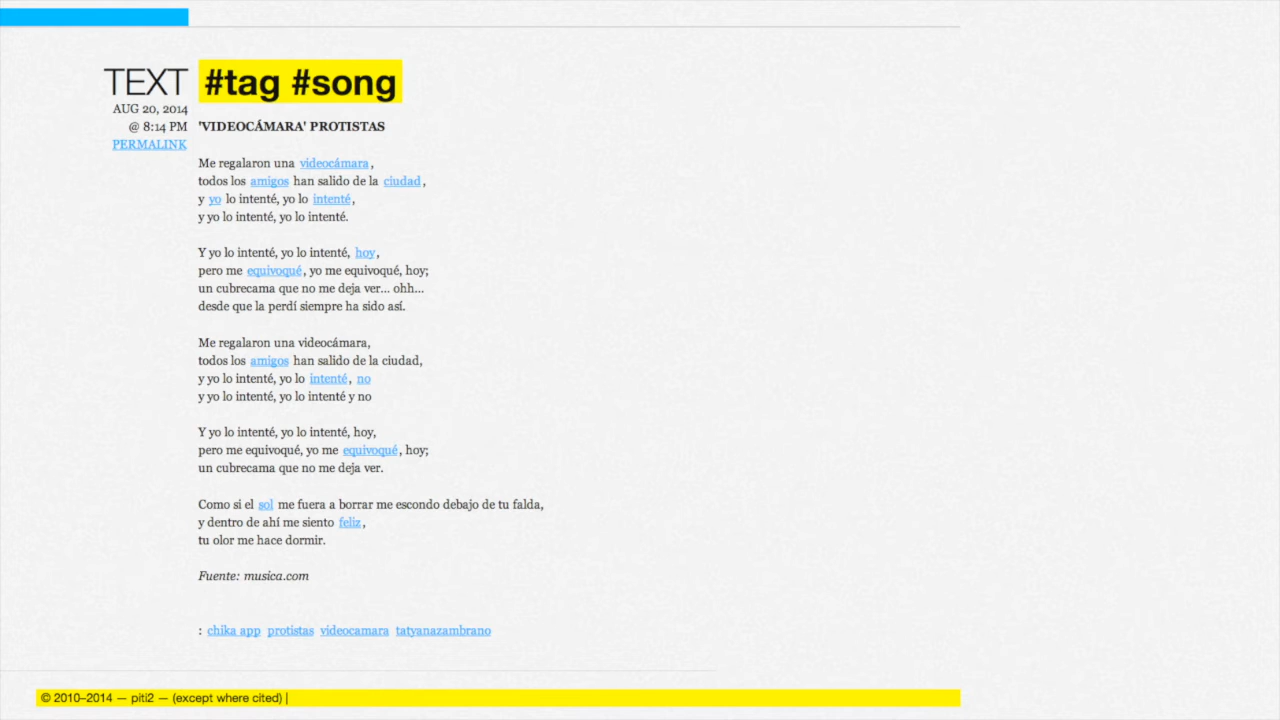 TEXT
#tag #song
AUG 20, 2014
@ 8:14 PM
PERMALINK
'VIDEOCÁMARA' PROTISTAS
Me regalaron una videocámara,
todos los amigos han salido de la ciudad,
y yo lo intenté, yo lo intenté,
y yo lo intenté, yo lo intenté.
Y yo lo intenté, yo lo intenté, hoy,
pero me equivoqué, yo me equivoqué, hoy;
un cubrecama que no me deja ver... ohh...
desde que la perdí siempre ha sido así.
Me regalaron una videocámara,
todos los amigos han salido de la ciudad,
y yo lo intenté, yo lo intenté, no
y yo lo intenté, yo lo intenté y no
Y yo lo intenté, yo lo intenté, hoy,
pero me equivoqué, yo me equivoqué, hoy;
un cubrecama que no me deja ver.
Como si el sol me fuera a borrar me escondo debajo de tu falda,
y dentro de ahí me siento feliz,
tu olor me hace dormir.
Fuente: musica.com
: chika app protistas videocamara tatyanazambrano
© 2010–2014 — piti2 — (except where cited) |